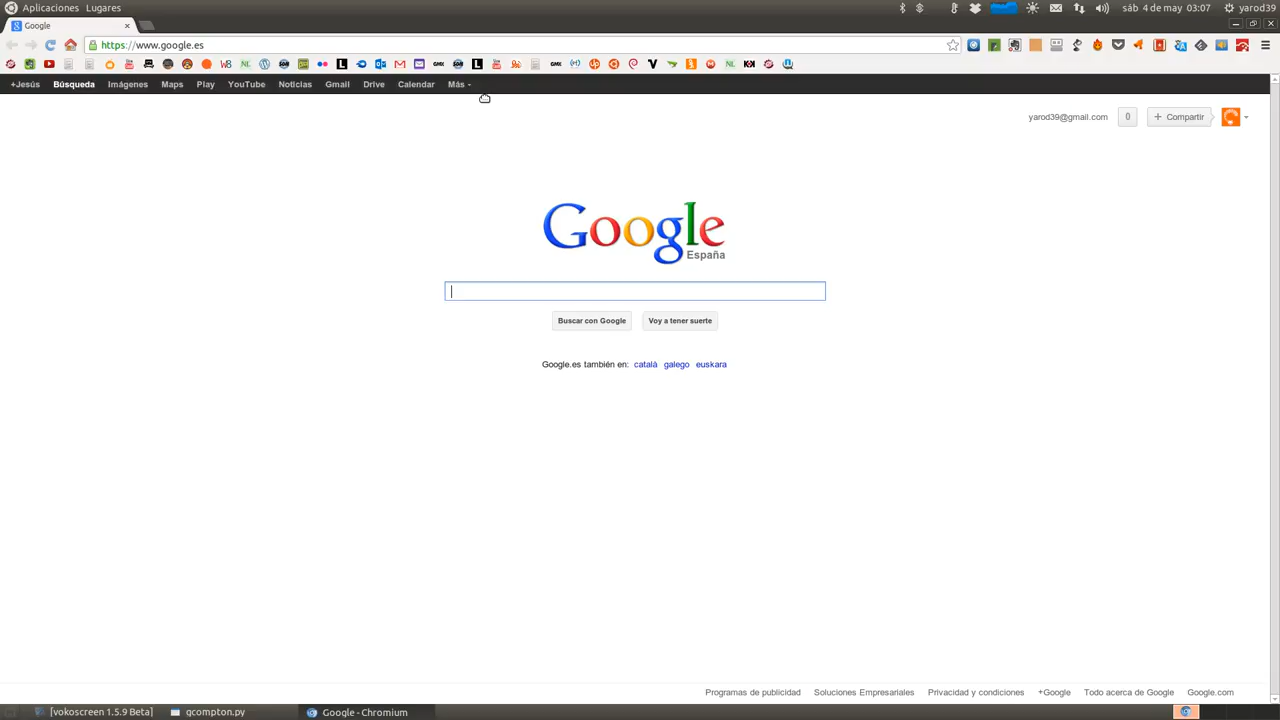 Aplicaciones Lugares
sáb 4 de may 03:07 yarod39
Google
https://www.google.es
+Jesús Búsqueda Imágenes Maps Play YouTube Noticias Gmail Drive Calendar Más
yarod39@gmail.com 0 + Compartir
Google
España
Buscar con Google Voy a tener suerte
Google.es también en: català galego euskara
Programas de publicidad Soluciones Empresariales Privacidad y condiciones +Google Todo acerca de Google Google.com
[vokoscreen 1.5.9 Beta] gcompton.py Google - Chromium